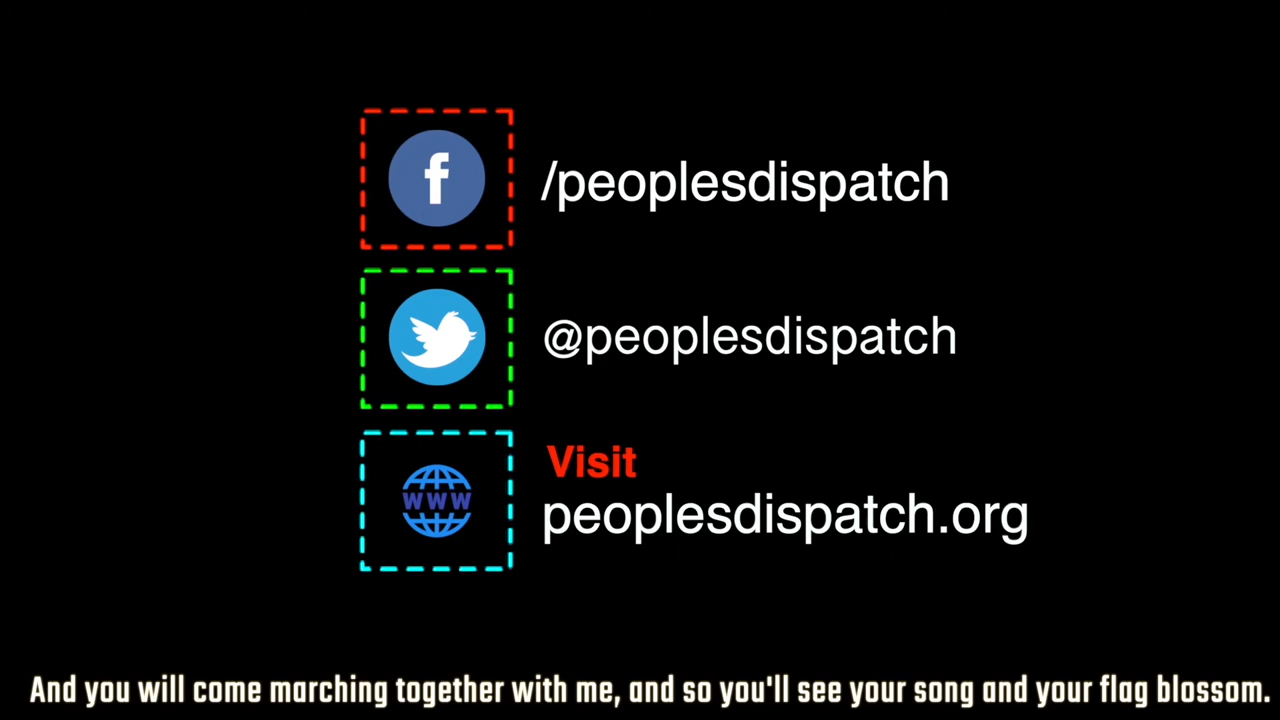 f
/peoplesdispatch
@peoplesdispatch
Visit
WWW
peoplesdispatch.org
And you will come marching together with me, and so you'll see your song and your flag blossom.